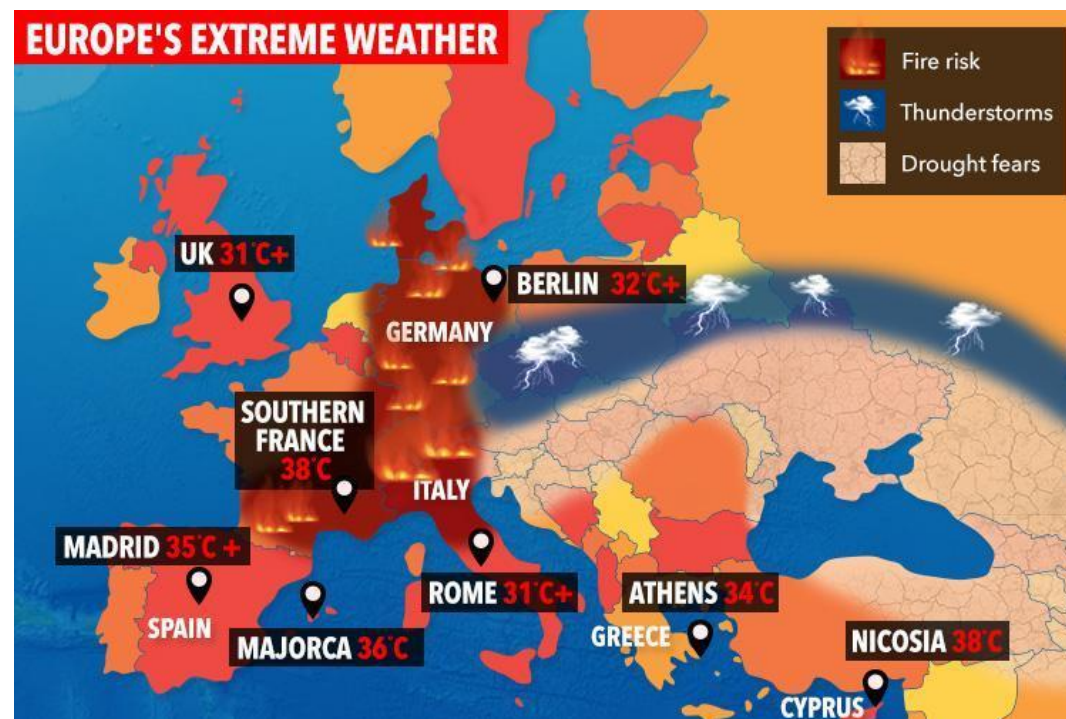 EUROPE'S EXTREME WEATHER
Fire risk
Thunderstorms
Drought fears
UK 31°C+
BERLIN 32°C+
GERMANY
SOUTHERN
FRANCE
38°C
ITALY
MADRID 35°C +
ROME 31°C+
ATHENS 34°C
SPAIN
MAJORCA 36°C
GREECE
NICOSIA 38°C
CYPRUS